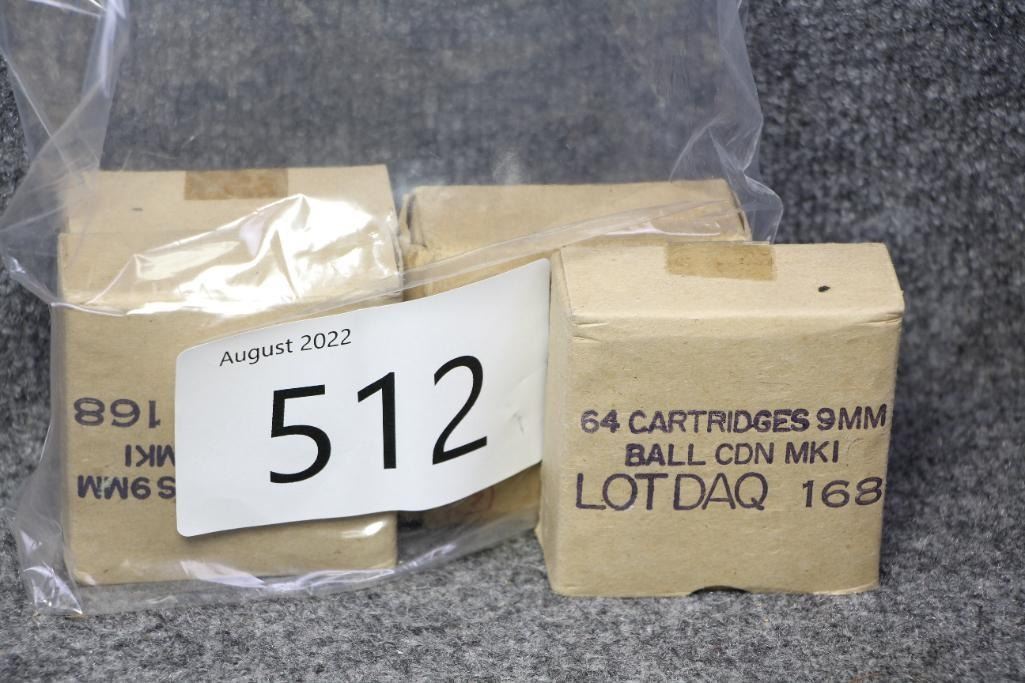 August 2022
512
168
MKI
S 9MM
64 CARTRIDGES 9MM
BALL CDN MKI
LOT DAQ 168